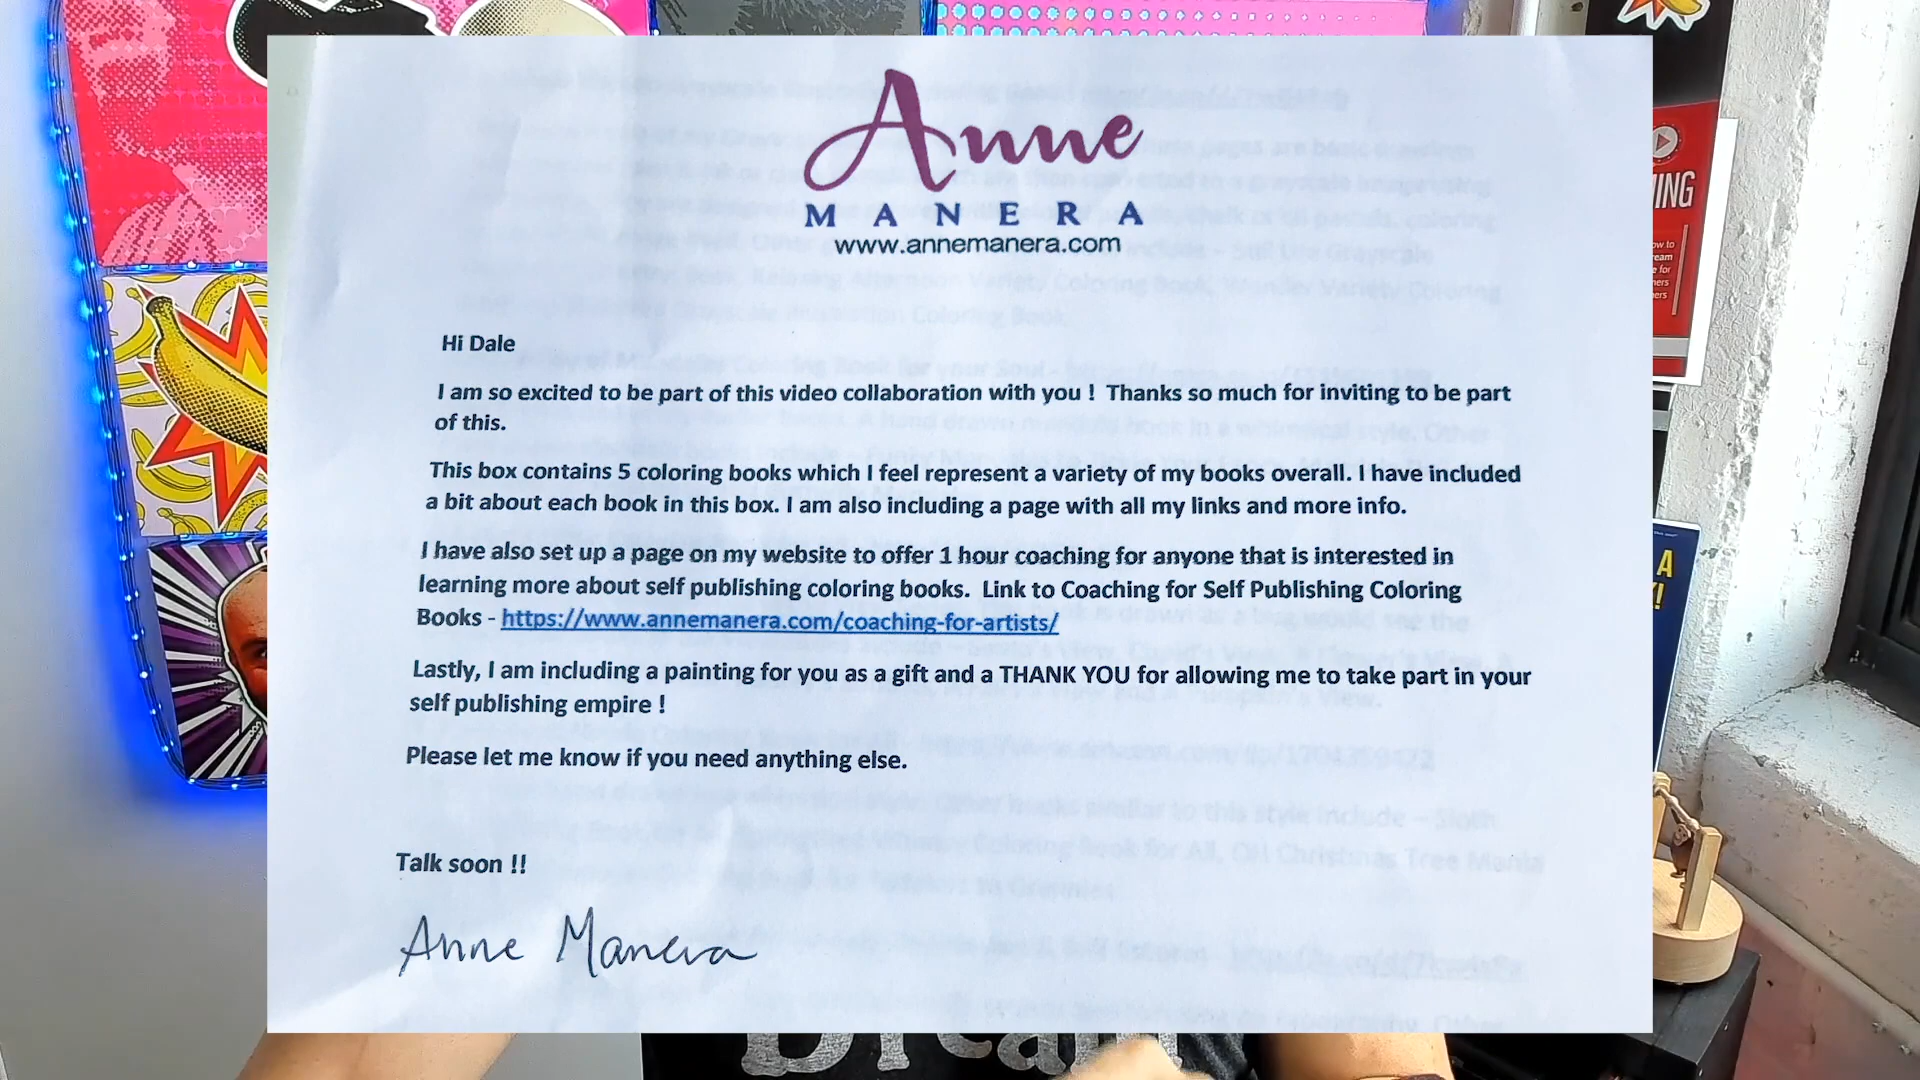 Anne
MANERA
www.annemanera.com
Hi Dale
I am so excited to be part of this video collaboration with you ! Thanks so much for inviting to be part
of this.
This box contains 5 coloring books which I feel represent a variety of my books overall. I have included
a bit about each book in this box. I am also including a page with all my links and more info.
I have also set up a page on my website to offer 1 hour coaching for anyone that is interested in
learning more about self publishing coloring books. Link to Coaching for Self Publishing Coloring
Books - https://www.annemanera.com/coaching-for-artists/
Lastly, I am including a painting for you as a gift and a THANK YOU for allowing me to take part in your
self publishing empire !
Please let me know if you need anything else.
Talk soon !!
Anne Manera
Dream